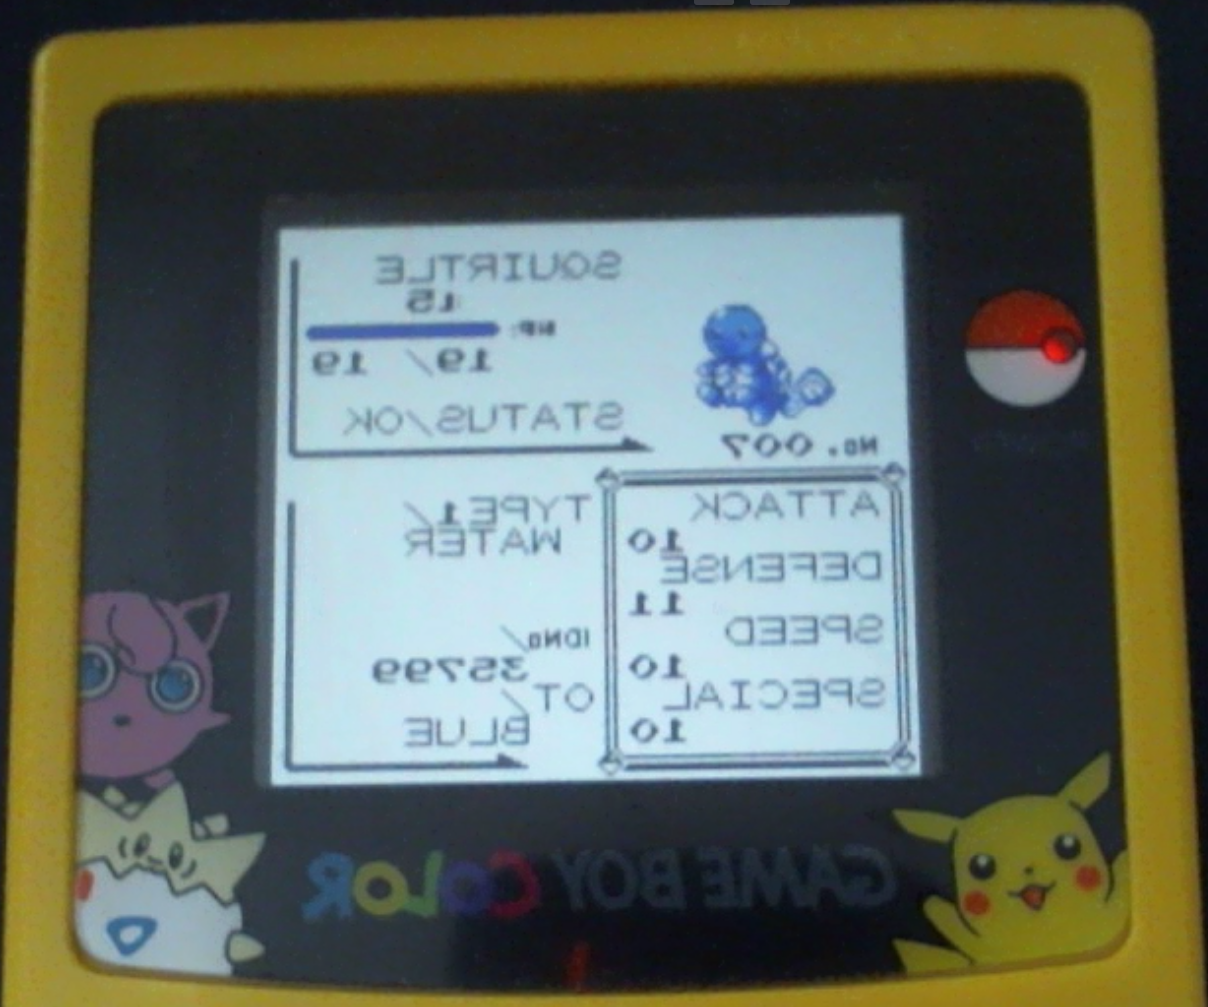 SQUIRTLE
:L5
HP:
19/ 19
STATUS/OK
No.007
ATTACK
10
DEFENSE
11
SPEED
10
SPECIAL
10
TYPE1/
WATER
IDNo/
35799
OT/
BLUE
GAME BOY COLOR